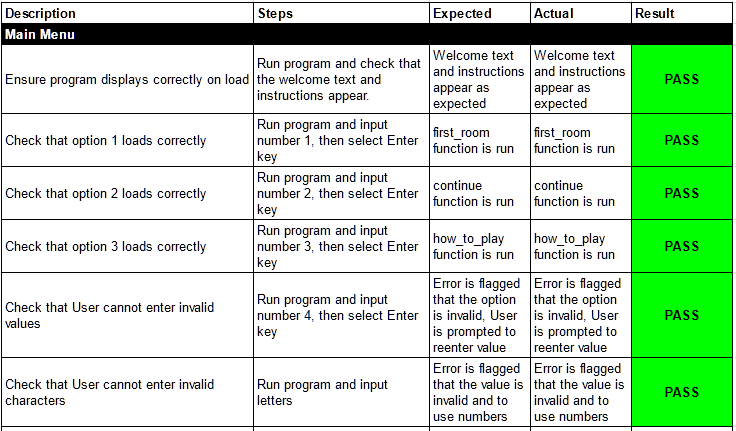 Description Steps Expected Actual Result
Main Menu
Ensure program displays correctly on load
Run program and check that
the welcome text and
instructions appear.
Welcome text
and instructions
appear as
expected
Welcome text
and instructions
appear as
expected
PASS
Check that option 1 loads correctly
Run program and input
number 1, then select Enter
key
first_room
function is run
first_room
function is run
PASS
Check that option 2 loads correctly
Run program and input
number 2, then select Enter
key
continue
function is run
continue
function is run
PASS
Check that option 3 loads correctly
Run program and input
number 3, then select Enter
key
how_to_play
function is run
how_to_play
function is run
PASS
Check that User cannot enter invalid
values
Run program and input
number 4, then select Enter
key
Error is flagged
that the option
is invalid, User
is prompted to
reenter value
Error is flagged
that the option
is invalid, User
is prompted to
reenter value
PASS
Check that User cannot enter invalid
characters
Run program and input
letters
Error is flagged
that the value is
invalid and to
use numbers
Error is flagged
that the value is
invalid and to
use numbers
PASS